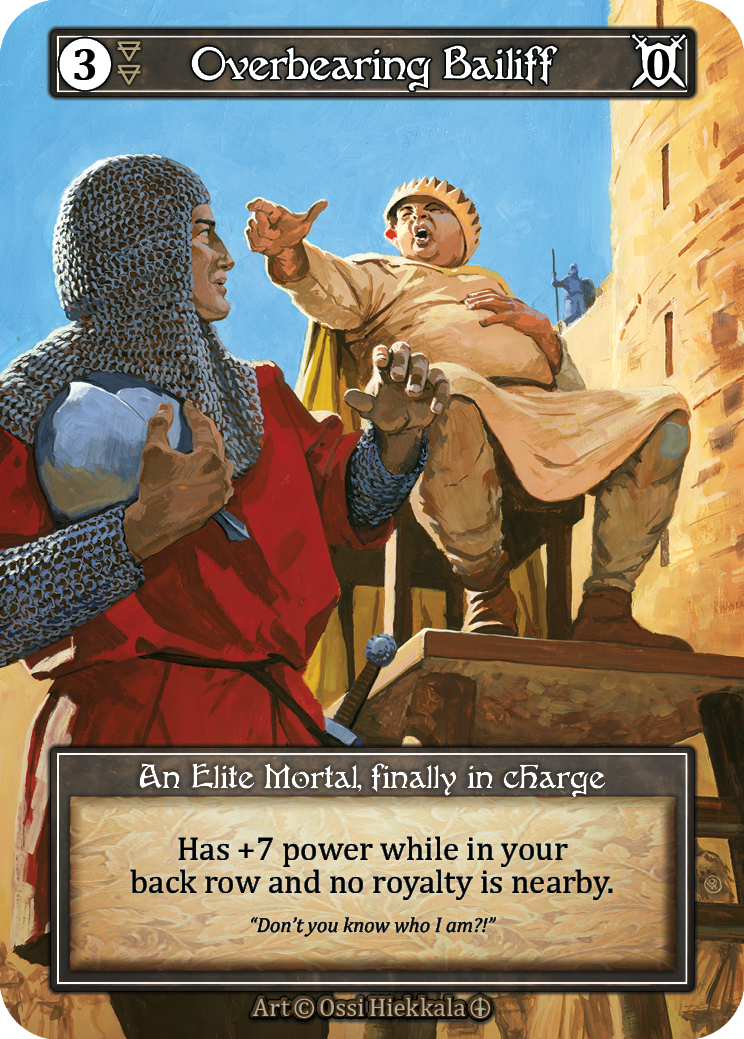 3 Overbearing Bailiff 0
An Elite Mortal, finally in charge
Has +7 power while in your
back row and no royalty is nearby.
“Don’t you know who I am?!”
Art © Ossi Hiekkala